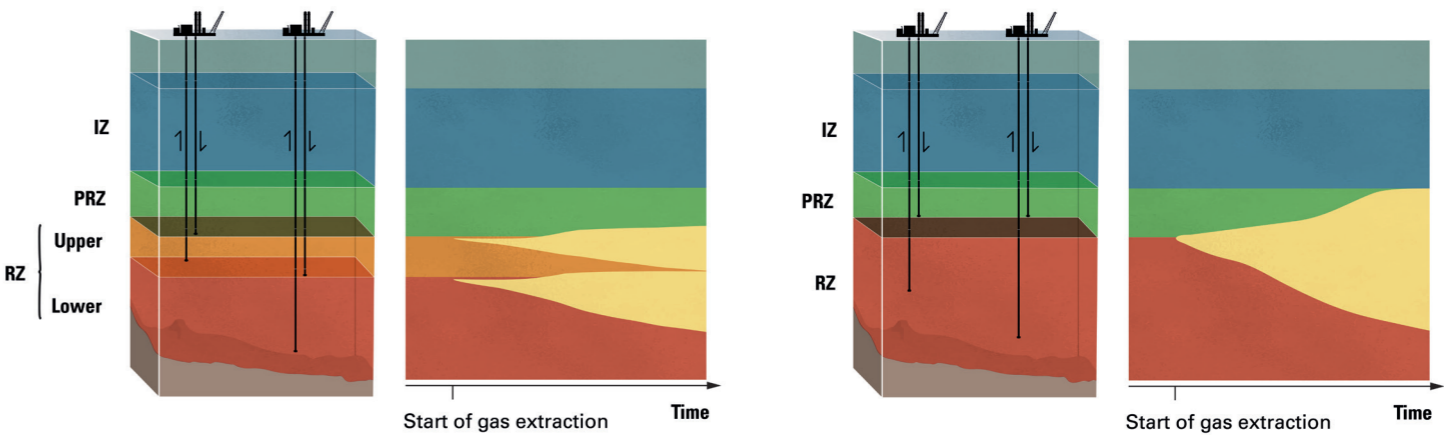 IZ
PRZ
Upper
RZ
Lower
Start of gas extraction
Time
IZ
PRZ
RZ
Start of gas extraction
Time